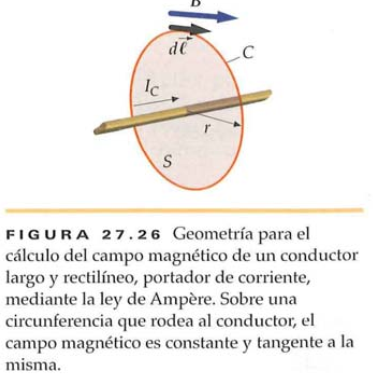 B
dℓ
C
I_C
r
S
FIGURA 27.26 Geometría para el
cálculo del campo magnético de un conductor
largo y rectilíneo, portador de corriente,
mediante la ley de Ampère. Sobre una
circunferencia que rodea al conductor, el
campo magnético es constante y tangente a la
misma.